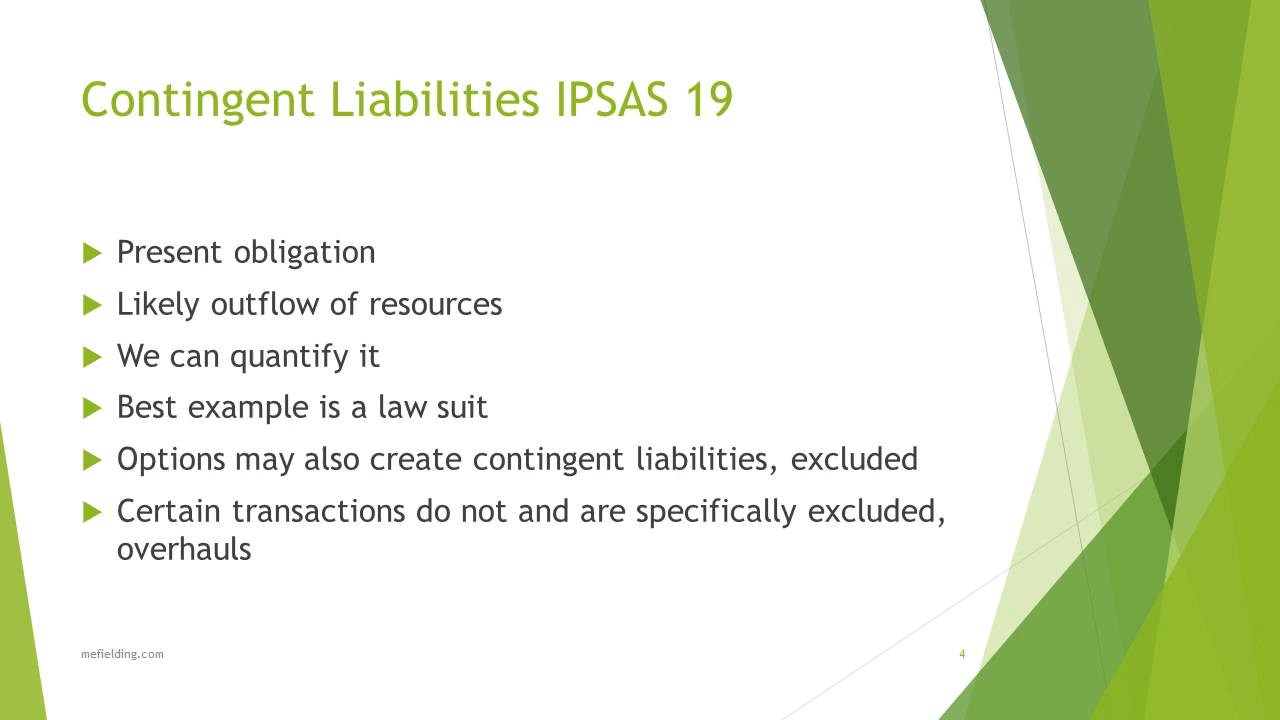 Contingent Liabilities IPSAS 19
Present obligation
Likely outflow of resources
We can quantify it
Best example is a law suit
Options may also create contingent liabilities, excluded
Certain transactions do not and are specifically excluded,
overhauls
mefielding.com
4